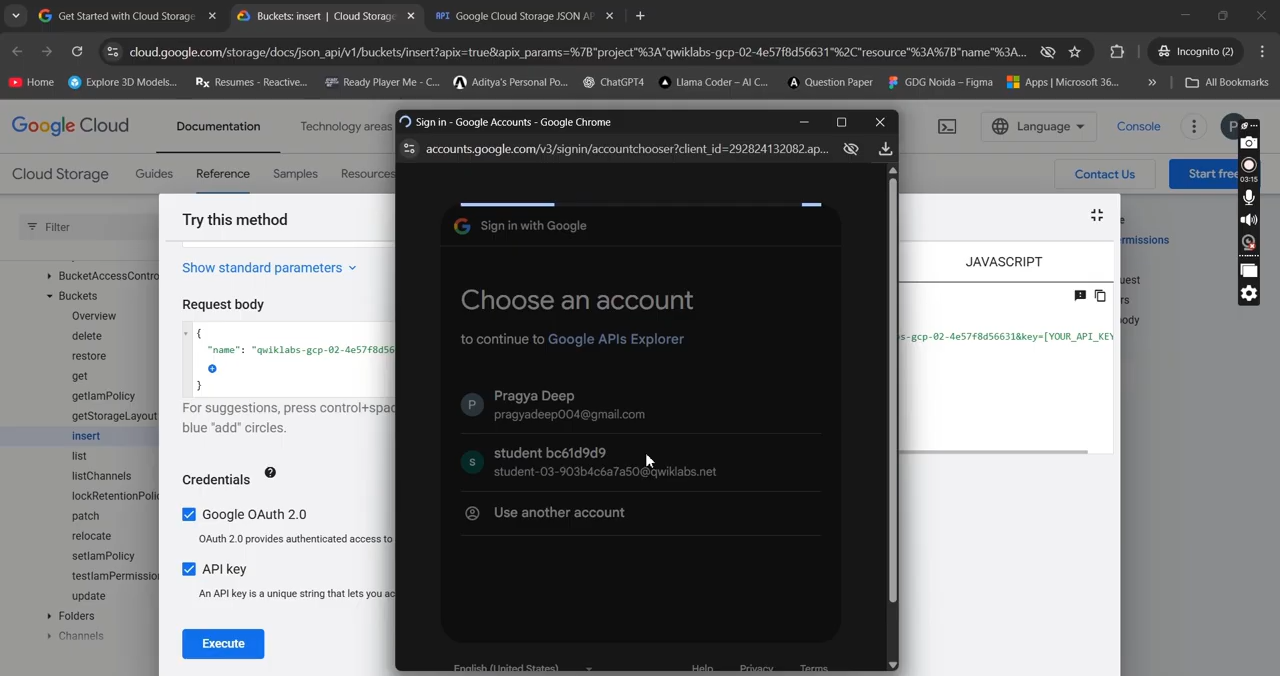 Get Started with Cloud Storage
Buckets: insert | Cloud Storage
API Google Cloud Storage JSON AP
cloud.google.com/storage/docs/json_api/v1/buckets/insert?apix=true&apix_params=%7B"project"%3A"qwiklabs-gcp-02-4e57f8d56631"%2C"resource"%3A%7B"name"%3A...
Incognito (2)
Home
Explore 3D Models...
Rx Resumes - Reactive...
Ready Player Me - C...
Aditya's Personal Po...
ChatGPT4
Llama Coder – AI C...
Question Paper
GDG Noida – Figma
Apps | Microsoft 36...
»
All Bookmarks
Google Cloud
Documentation
Technology areas
Language
Console
P
Cloud Storage
Guides
Reference
Samples
Resources
Contact Us
Start free
03:15
Filter
BucketAccessContro
Buckets
Overview
delete
restore
get
getIamPolicy
getStorageLayout
insert
list
listChannels
lockRetentionPolic
patch
relocate
setIamPolicy
testIamPermission
update
Folders
Channels
Try this method
Show standard parameters
Request body
{
"name": "qwiklabs-gcp-02-4e57f8d56
}
For suggestions, press control+spac
blue "add" circles.
Credentials
Google OAuth 2.0
OAuth 2.0 provides authenticated access to
API key
An API key is a unique string that lets you ac
Execute
Sign in - Google Accounts - Google Chrome
accounts.google.com/v3/signin/accountchooser?client_id=292824132082.ap...
Sign in with Google
Choose an account
to continue to Google APIs Explorer
P
Pragya Deep
pragyadeep004@gmail.com
s
student bc61d9d9
student-03-903b4c6a7a50@qwiklabs.net
Use another account
English (United States)
Help
Privacy
Terms
JAVASCRIPT
s-gcp-02-4e57f8d56631&key=[YOUR_API_KEY
e
ermissions
uest
rs
ody